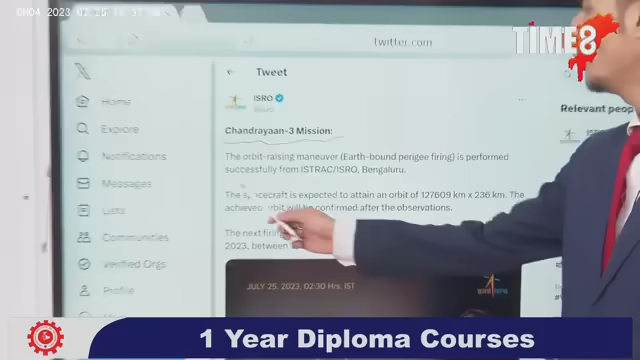 twitter.com
TIME8
Tweet
Home
ISRO
Relevant peop
Explore
Chandrayaan-3 Mission:
Notifications
The orbit-raising maneuver (Earth-bound perigee firing) is performed
successfully from ISTRAC/ISRO, Bengaluru.
Messages
The spacecraft is expected to attain an orbit of 127609 km x 236 km. The
achieved orbit will be confirmed after the observations.
Lists
Communities
The next firing
2023, between
Verified Orgs
Profile
JULY 25, 2023, 02:30 Hrs. IST
1 Year Diploma Courses